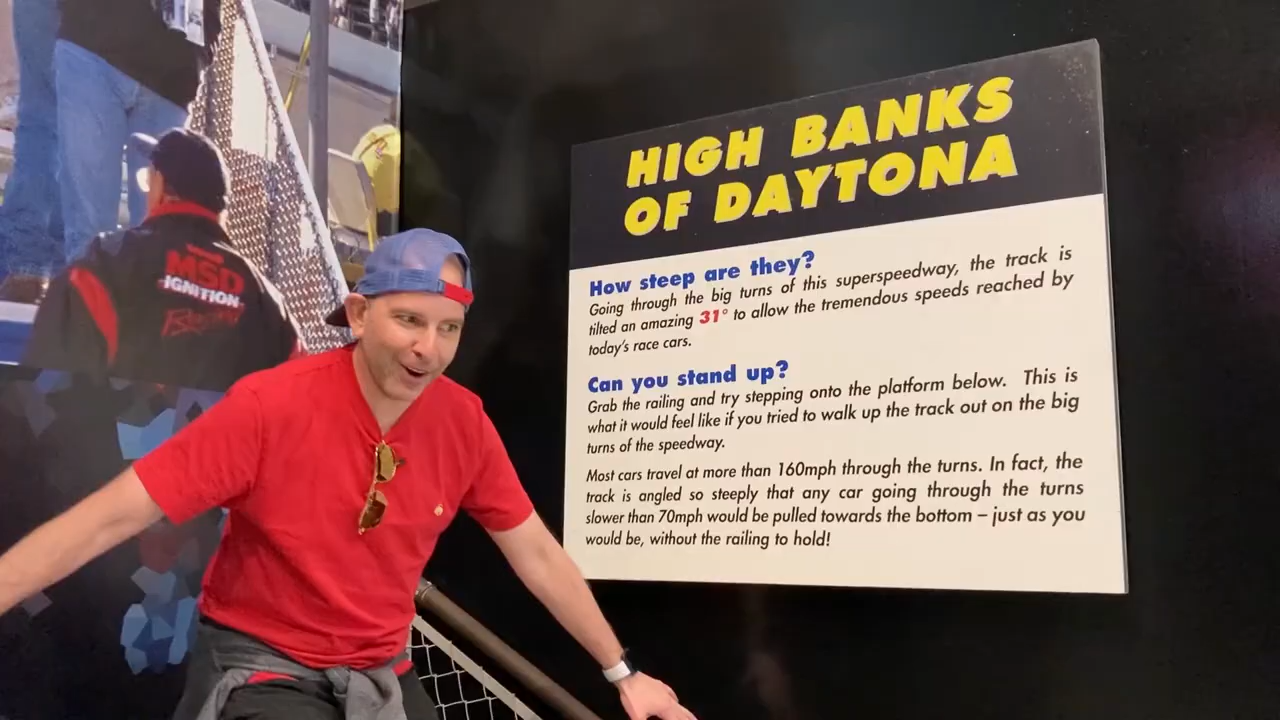 MSD
IGNITION
HIGH BANKS
OF DAYTONA
How steep are they?
Going through the big turns of this superspeedway, the track is
tilted an amazing 31° to allow the tremendous speeds reached by
today's race cars.
Can you stand up?
Grab the railing and try stepping onto the platform below. This is
what it would feel like if you tried to walk up the track out on the big
turns of the speedway.
Most cars travel at more than 160mph through the turns. In fact, the
track is angled so steeply that any car going through the turns
slower than 70mph would be pulled towards the bottom – just as you
would be, without the railing to hold!